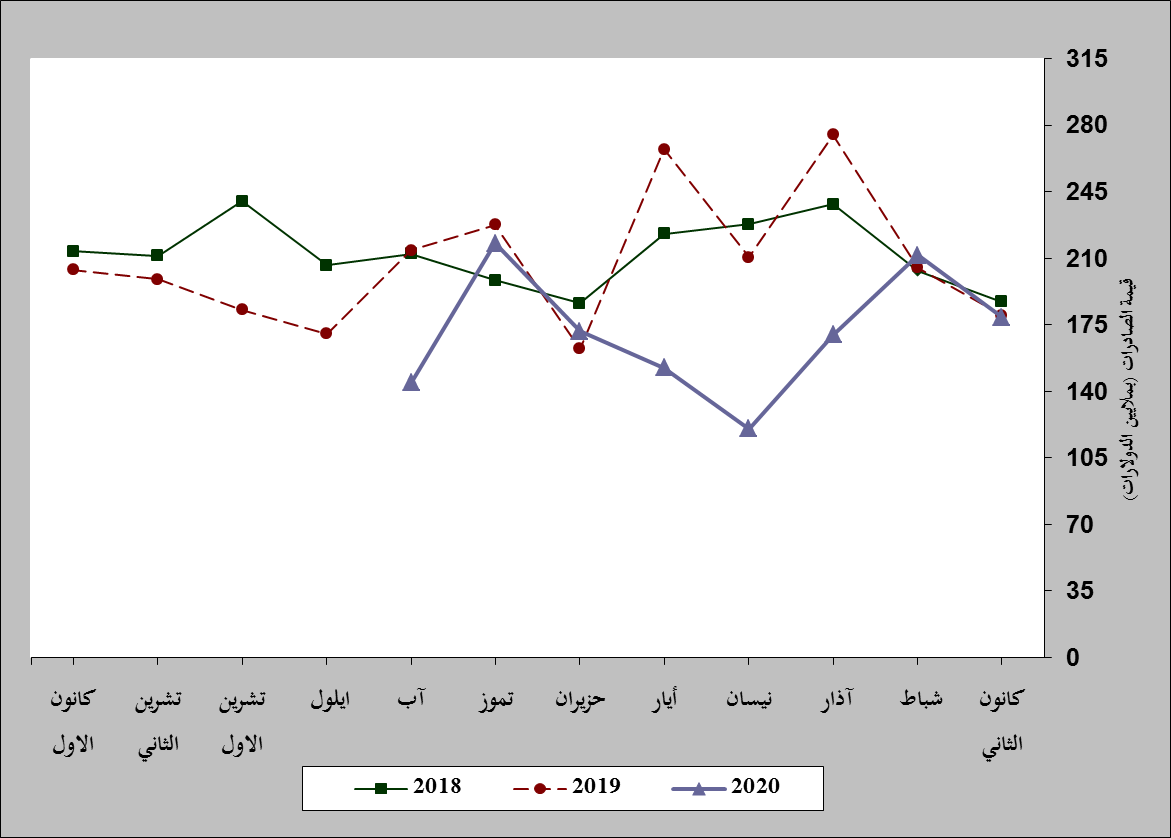 315
280
245
210
175
140
105
70
35
0
قيمة الصادرات (بملايين الدولارات)
كانون الثاني
شباط
آذار
نيسان
أيار
حزيران
تموز
آب
ايلول
تشرين الاول
تشرين الثاني
كانون الاول
2018 2019 2020